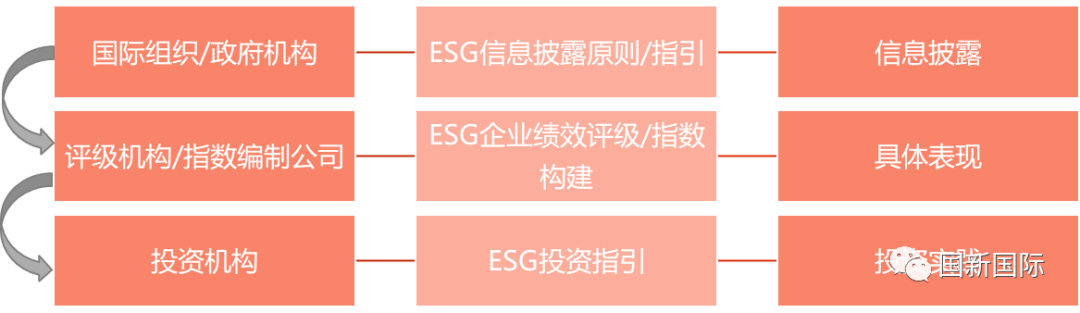 国际组织/政府机构 ESG信息披露原则/指引 信息披露
评级机构/指数编制公司 ESG企业绩效评级/指数
构建 具体表现
投资机构 ESG投资指引 投资实践
国新国际